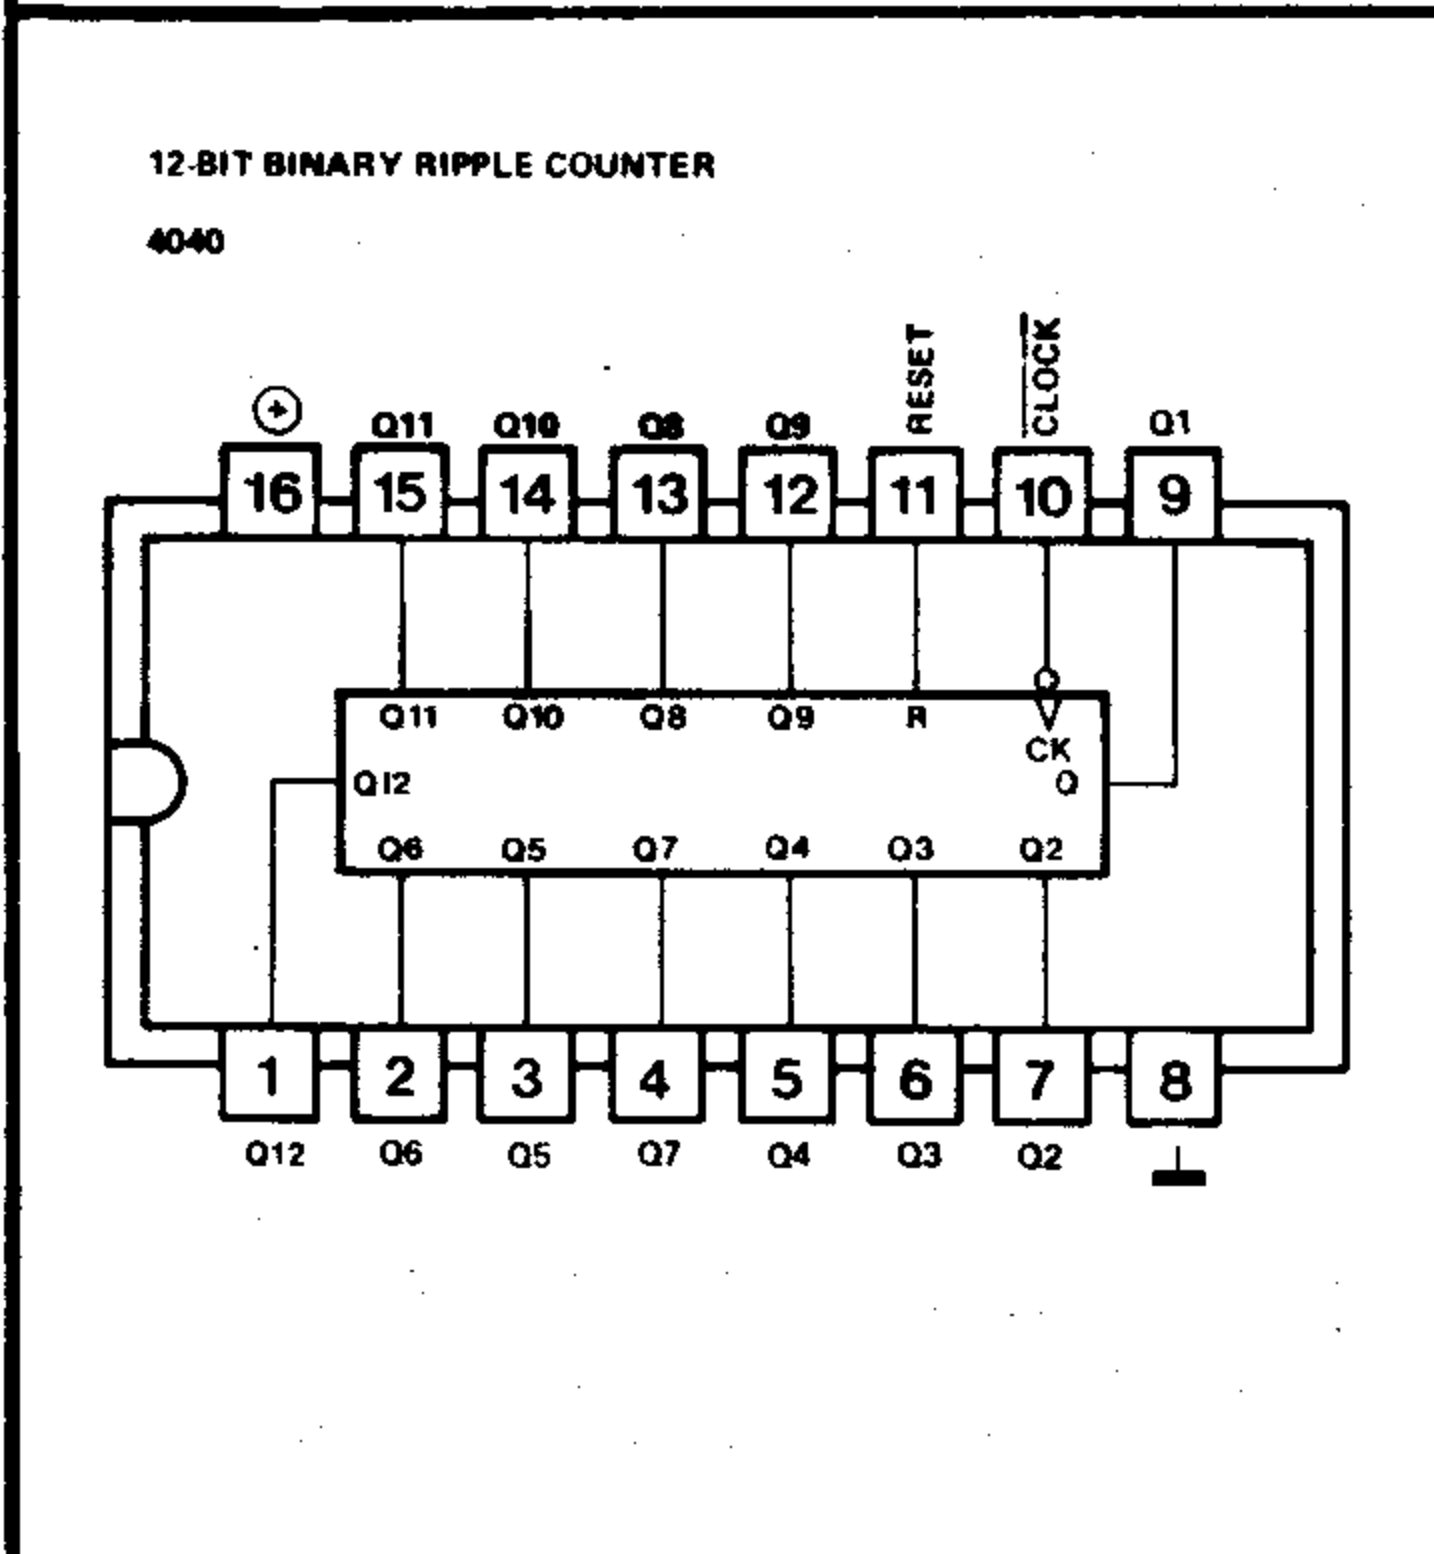 12-BIT BINARY RIPPLE COUNTER
4040
RESET
CLOCK
+ Q11 Q10 Q8 Q9 Q1
16 15 14 13 12 11 10 9
Q11 Q10 Q8 Q9 R
CK
Q12 Q
Q6 Q5 Q7 Q4 Q3 Q2
1 2 3 4 5 6 7 8
Q12 Q6 Q5 Q7 Q4 Q3 Q2